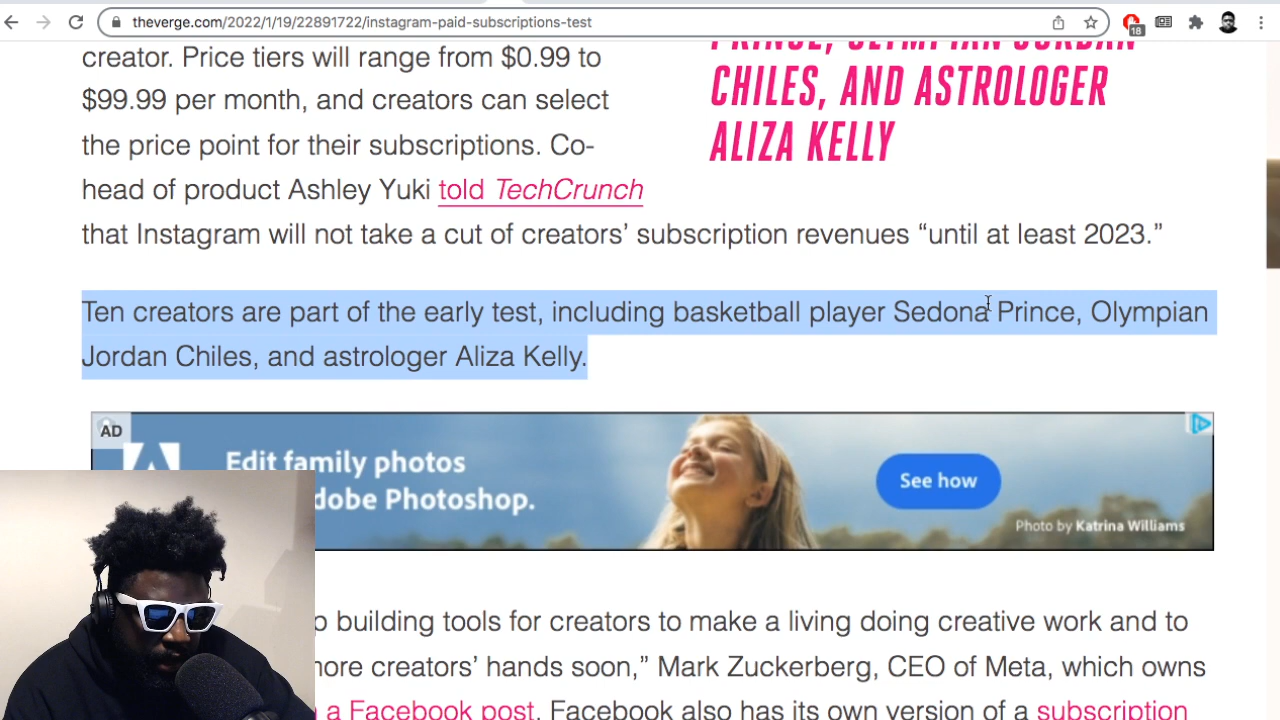 theverge.com/2022/1/19/22891722/instagram-paid-subscriptions-test
18
creator. Price tiers will range from $0.99 to
$99.99 per month, and creators can select
the price point for their subscriptions. Co-
head of product Ashley Yuki told TechCrunch
that Instagram will not take a cut of creators’ subscription revenues “until at least 2023.”
PRINCE, OLYMPIAN JORDAN
CHILES, AND ASTROLOGER
ALIZA KELLY
Ten creators are part of the early test, including basketball player Sedona Prince, Olympian
Jordan Chiles, and astrologer Aliza Kelly.
AD
Edit family photos
dobe Photoshop.
See how
Photo by Katrina Williams
p building tools for creators to make a living doing creative work and to
more creators’ hands soon,” Mark Zuckerberg, CEO of Meta, which owns
a Facebook post. Facebook also has its own version of a subscription